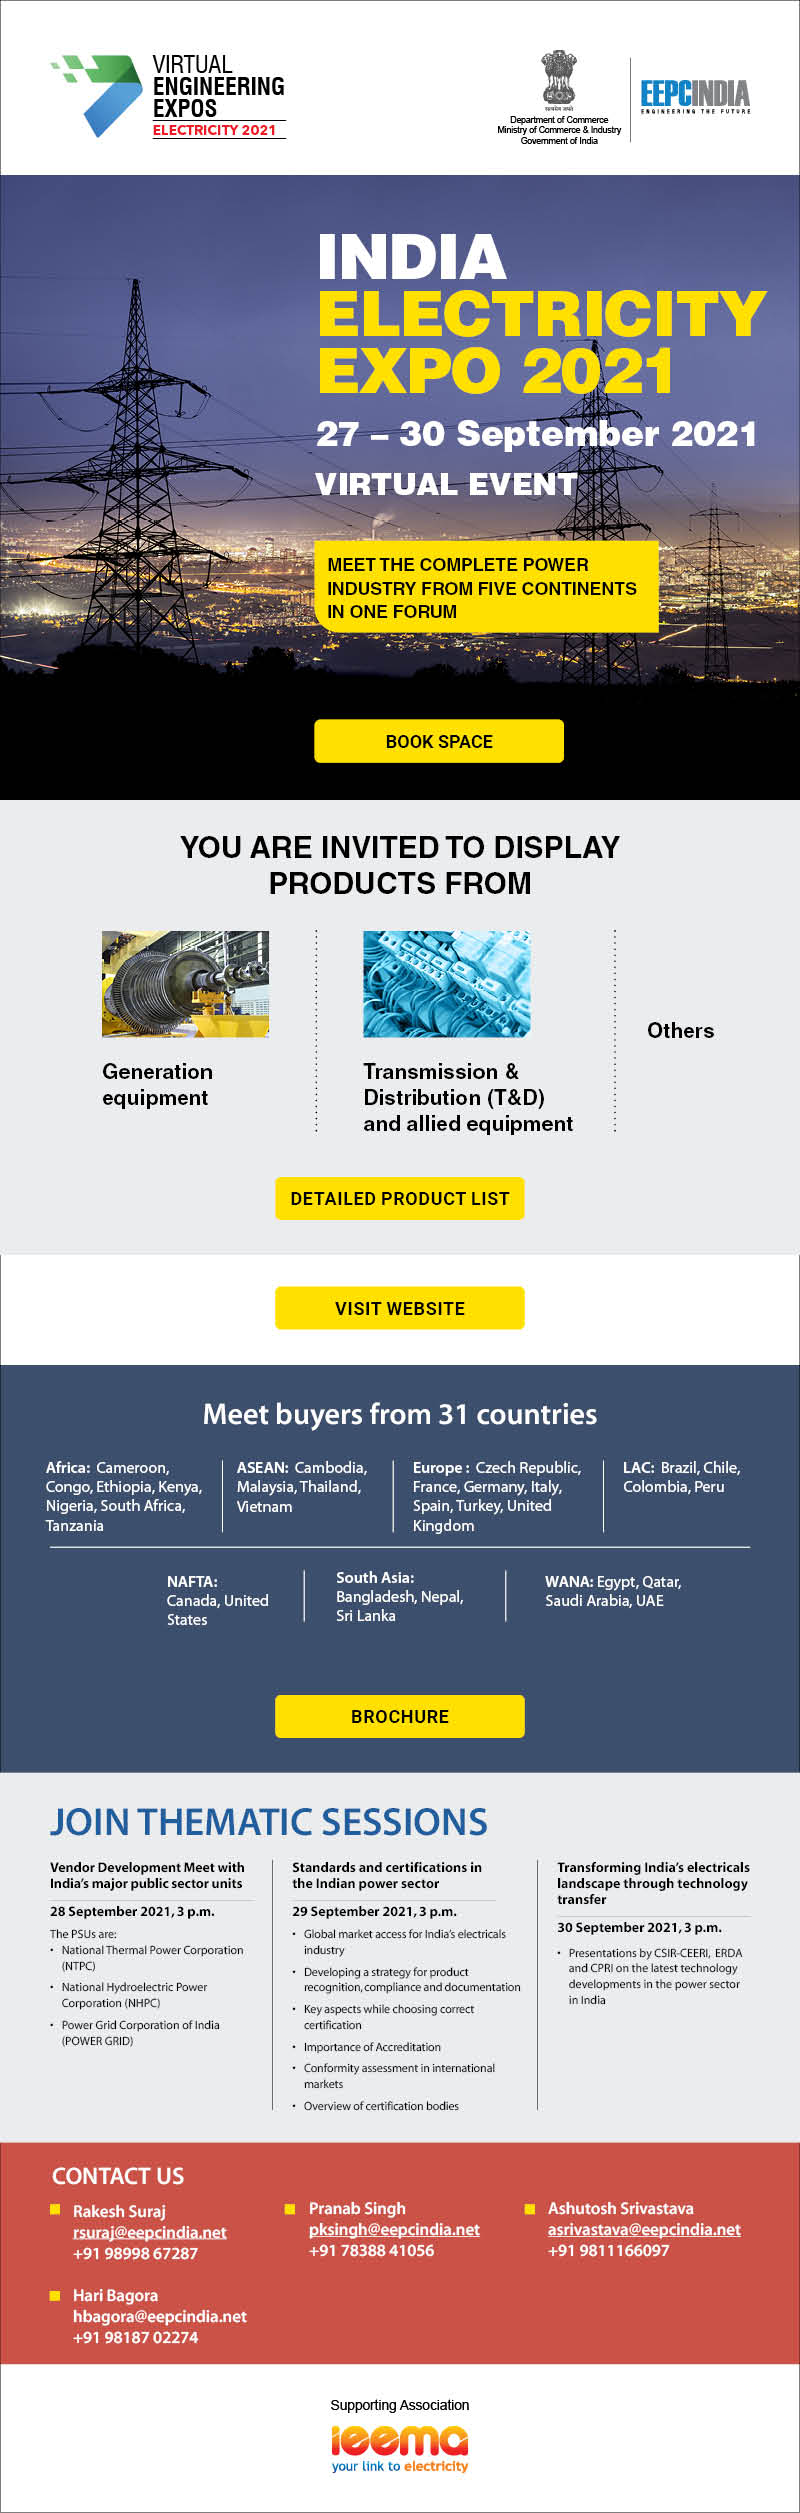 VIRTUAL
ENGINEERING
EXPOS
ELECTRICITY 2021
सत्यमेव जयते
Department of Commerce
Ministry of Commerce & Industry
Government of India
EEPCINDIA
ENGINEERING THE FUTURE
INDIA
ELECTRICITY
EXPO 2021
27 – 30 September 2021
VIRTUAL EVENT
MEET THE COMPLETE POWER
INDUSTRY FROM FIVE CONTINENTS
IN ONE FORUM
BOOK SPACE
YOU ARE INVITED TO DISPLAY
PRODUCTS FROM
Generation
equipment
Transmission &
Distribution (T&D)
and allied equipment
Others
DETAILED PRODUCT LIST
VISIT WEBSITE
Meet buyers from 31 countries
Africa: Cameroon,
Congo, Ethiopia, Kenya,
Nigeria, South Africa,
Tanzania
ASEAN: Cambodia,
Malaysia, Thailand,
Vietnam
Europe : Czech Republic,
France, Germany, Italy,
Spain, Turkey, United
Kingdom
LAC: Brazil, Chile,
Colombia, Peru
NAFTA:
Canada, United
States
South Asia:
Bangladesh, Nepal,
Sri Lanka
WANA: Egypt, Qatar,
Saudi Arabia, UAE
BROCHURE
JOIN THEMATIC SESSIONS
Vendor Development Meet with
India's major public sector units
28 September 2021, 3 p.m.
The PSUs are:
• National Thermal Power Corporation
(NTPC)
• National Hydroelectric Power
Corporation (NHPC)
• Power Grid Corporation of India
(POWER GRID)
Standards and certifications in
the Indian power sector
29 September 2021, 3 p.m.
• Global market access for India's electricals
industry
• Developing a strategy for product
recognition, compliance and documentation
• Key aspects while choosing correct
certification
• Importance of Accreditation
• Conformity assessment in international
markets
• Overview of certification bodies
Transforming India's electricals
landscape through technology
transfer
30 September 2021, 3 p.m.
• Presentations by CSIR-CEERI, ERDA
and CPRI on the latest technology
developments in the power sector
in India
CONTACT US
Rakesh Suraj
rsuraj@eepcindia.net
+91 98998 67287
Pranab Singh
pksingh@eepcindia.net
+91 78388 41056
Ashutosh Srivastava
asrivastava@eepcindia.net
+91 9811166097
Hari Bagora
hbagora@eepcindia.net
+91 98187 02274
Supporting Association
ieema
your link to electricity